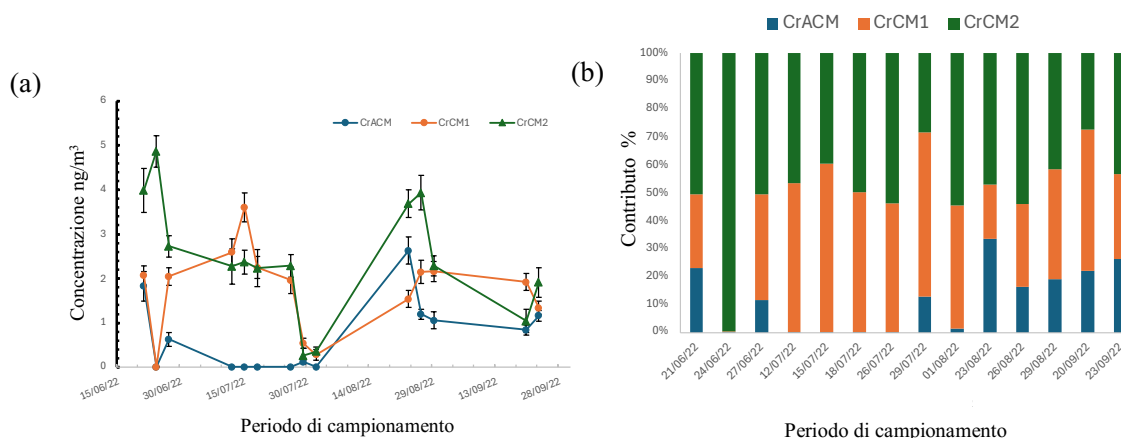 (a)
CrACM CrCM1 CrCM2
Concentrazione ng/m³
6
5
4
3
2
1
0
15/06/22 30/06/22 15/07/22 30/07/22 14/08/22 29/08/22 13/09/22 28/09/22
Periodo di campionamento
(b)
CrACM CrCM1 CrCM2
Contributo %
100%
90%
80%
70%
60%
50%
40%
30%
20%
10%
0%
21/06/22 24/06/22 27/06/22 12/07/22 15/07/22 18/07/22 26/07/22 29/07/22 01/08/22 23/08/22 26/08/22 29/08/22 20/09/22 23/09/22
Periodo di campionamento